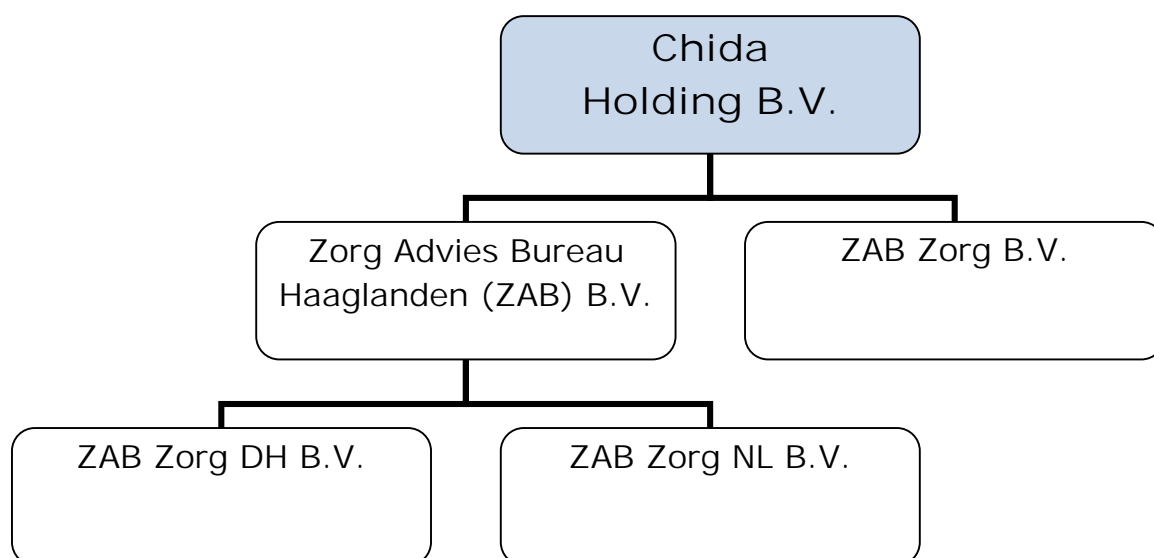 Chida
Holding B.V.
Zorg Advies Bureau
Haaglanden (ZAB) B.V.
ZAB Zorg B.V.
ZAB Zorg DH B.V.
ZAB Zorg NL B.V.